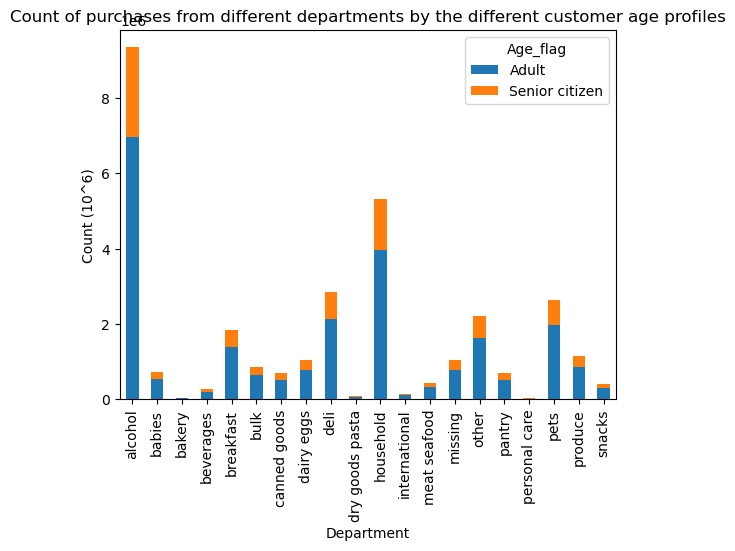 Count of purchases from different departments by the different customer age profiles
1e6
Age_flag
Adult
Senior citizen
8
6
4
2
0
Count (10^6)
alcohol
babies
bakery
beverages
breakfast
bulk
canned goods
dairy eggs
deli
dry goods pasta
household
international
meat seafood
missing
other
pantry
personal care
pets
produce
snacks
Department